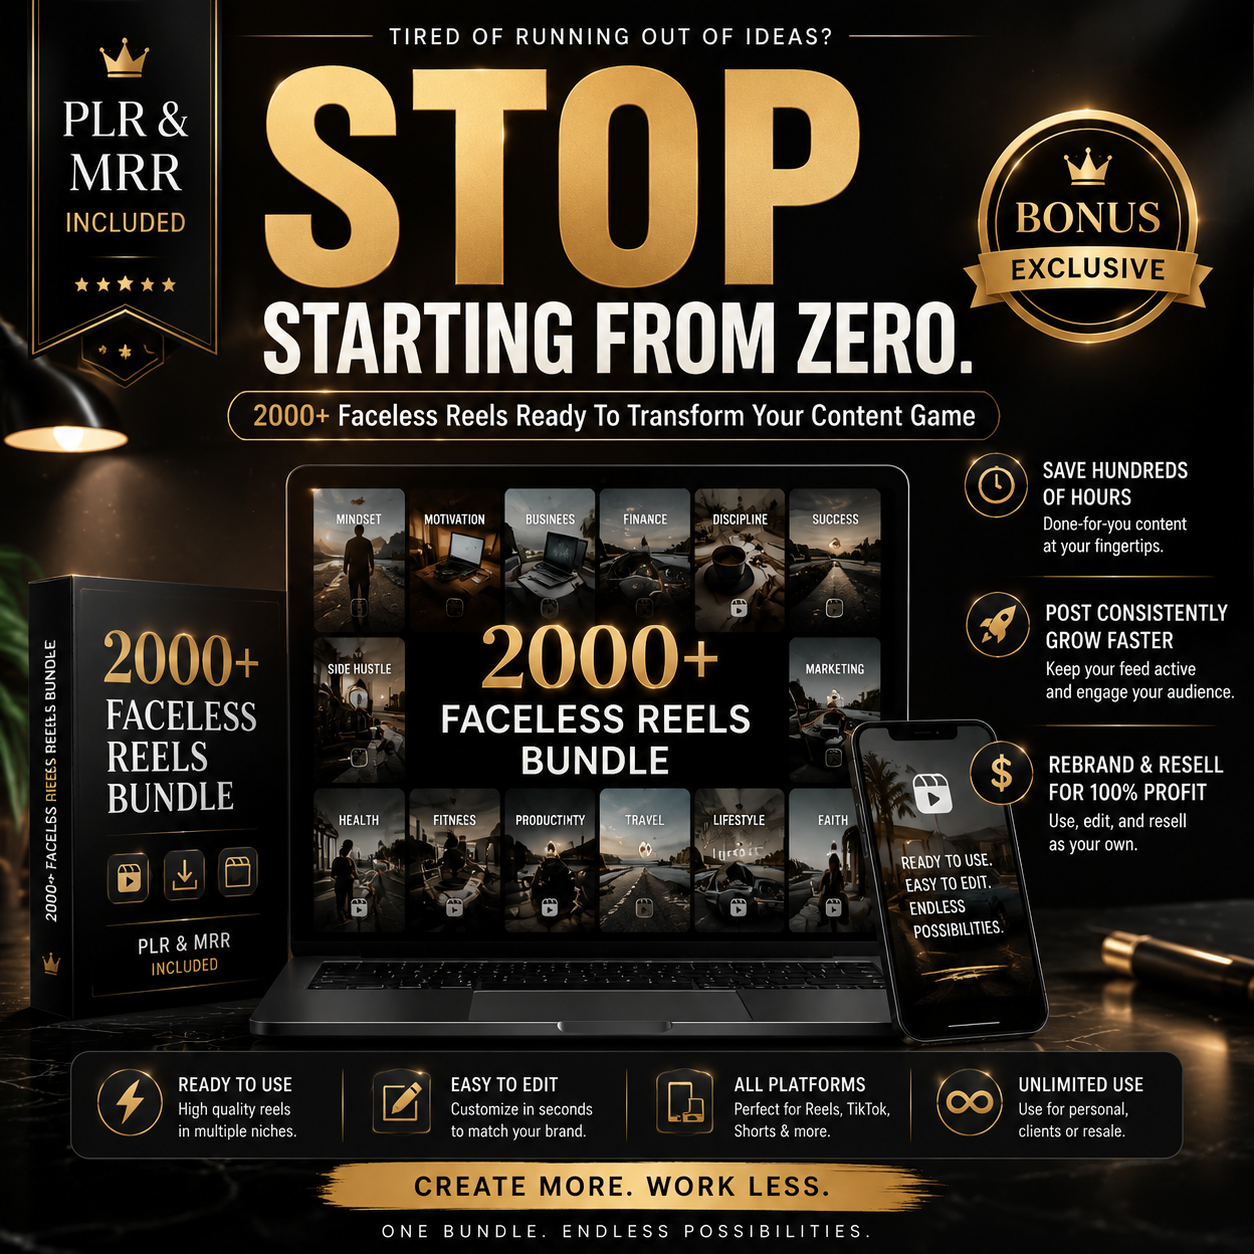 TIRED OF RUNNING OUT OF IDEAS?
PLR &
MRR
INCLUDED
STOP
STARTING FROM ZERO.
BONUS
EXCLUSIVE
2000+ Faceless Reels Ready To Transform Your Content Game
MINDSET
MOTIVATION
BUSINESS
FINANCE
DISCIPLINE
SUCCESS
SIDE HUSTLE
2000+
FACELESS REELS
BUNDLE
MARKETING
HEALTH
FITNESS
PRODUCTINTY
TRAVEL
LIFESTYLE
FAITH
2000+
FACELESS
REELS
BUNDLE
PLR & MRR
INCLUDED
2000+ FACELSS REELS BUNDLE
READY TO USE.
EASY TO EDIT.
ENDLESS
POSSIBILITIES.
SAVE HUNDREDS
OF HOURS
Done-for-you content
at your fingertips.
POST CONSISTENTLY
GROW FASTER
Keep your feed active
and engage your audience.
$
REBRAND & RESELL
FOR 100% PROFIT
Use, edit, and resell
as your own.
READY TO USE
High quality reels
in multiple niches.
EASY TO EDIT
Customize in seconds
to match your brand.
ALL PLATFORMS
Perfect for Reels, TikTok,
Shorts & more.
UNLIMITED USE
Use for personal,
clients or resale.
CREATE MORE. WORK LESS.
ONE BUNDLE. ENDLESS POSSIBILITIES.